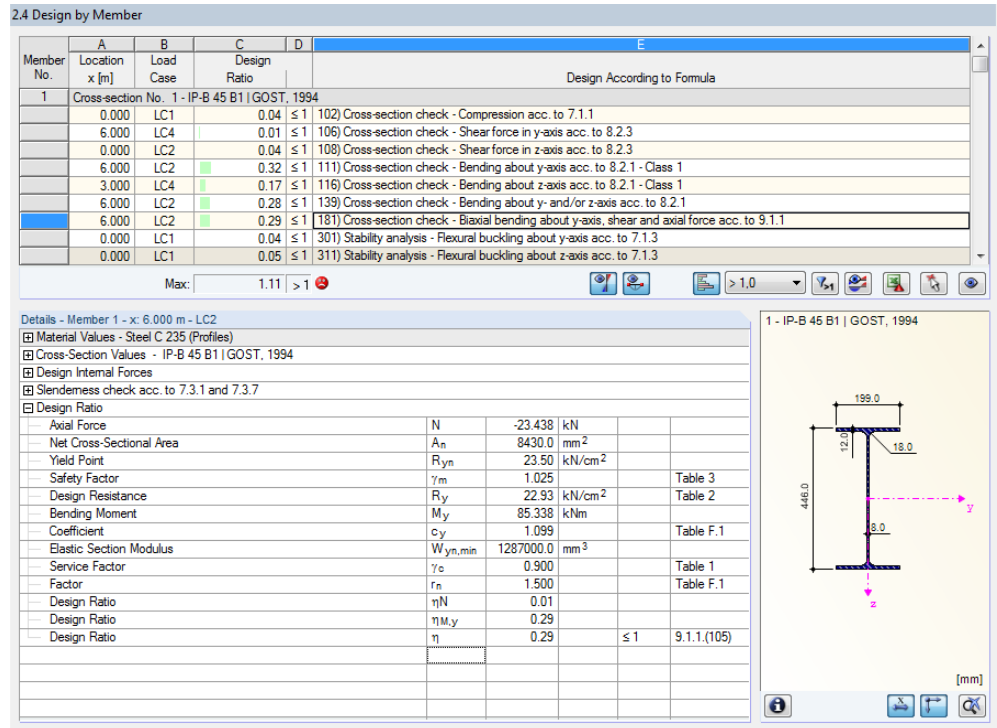 2.4 Design by Member
A B C D E
Member No. Location x [m] Load Case Design Ratio Design According to Formula
1 Cross-section No. 1 - IP-B 45 B1 | GOST, 1994
0.000 LC1 0.04 ≤ 1 102) Cross-section check - Compression acc. to 7.1.1
6.000 LC4 0.01 ≤ 1 106) Cross-section check - Shear force in y-axis acc. to 8.2.3
0.000 LC2 0.04 ≤ 1 108) Cross-section check - Shear force in z-axis acc. to 8.2.3
6.000 LC2 0.32 ≤ 1 111) Cross-section check - Bending about y-axis acc. to 8.2.1 - Class 1
3.000 LC4 0.17 ≤ 1 116) Cross-section check - Bending about z-axis acc. to 8.2.1 - Class 1
6.000 LC2 0.28 ≤ 1 139) Cross-section check - Bending about y- and/or z-axis acc. to 8.2.1
6.000 LC2 0.29 ≤ 1 181) Cross-section check - Biaxial bending about y-axis, shear and axial force acc. to 9.1.1
0.000 LC1 0.04 ≤ 1 301) Stability analysis - Flexural buckling about y-axis acc. to 7.1.3
0.000 LC1 0.05 ≤ 1 311) Stability analysis - Flexural buckling about z-axis acc. to 7.1.3
Max: 1.11 > 1 > 1,0
Details - Member 1 - x: 6.000 m - LC2
Material Values - Steel C 235 (Profiles)
Cross-Section Values - IP-B 45 B1 | GOST, 1994
Design Internal Forces
Slenderness check acc. to 7.3.1 and 7.3.7
Design Ratio
Axial Force N -23.438 kN
Net Cross-Sectional Area An 8430.0 mm2
Yield Point Ryn 23.50 kN/cm2
Safety Factor γm 1.025 Table 3
Design Resistance Ry 22.93 kN/cm2 Table 2
Bending Moment My 85.338 kNm
Coefficient cy 1.099 Table F.1
Elastic Section Modulus Wyn,min 1287000.0 mm3
Service Factor γc 0.900 Table 1
Factor rn 1.500 Table F.1
Design Ratio ηN 0.01
Design Ratio ηM,y 0.29
Design Ratio η 0.29 ≤ 1 9.1.1.(105)
1 - IP-B 45 B1 | GOST, 1994
199.0
12.0
18.0
446.0
y
8.0
z
[mm]